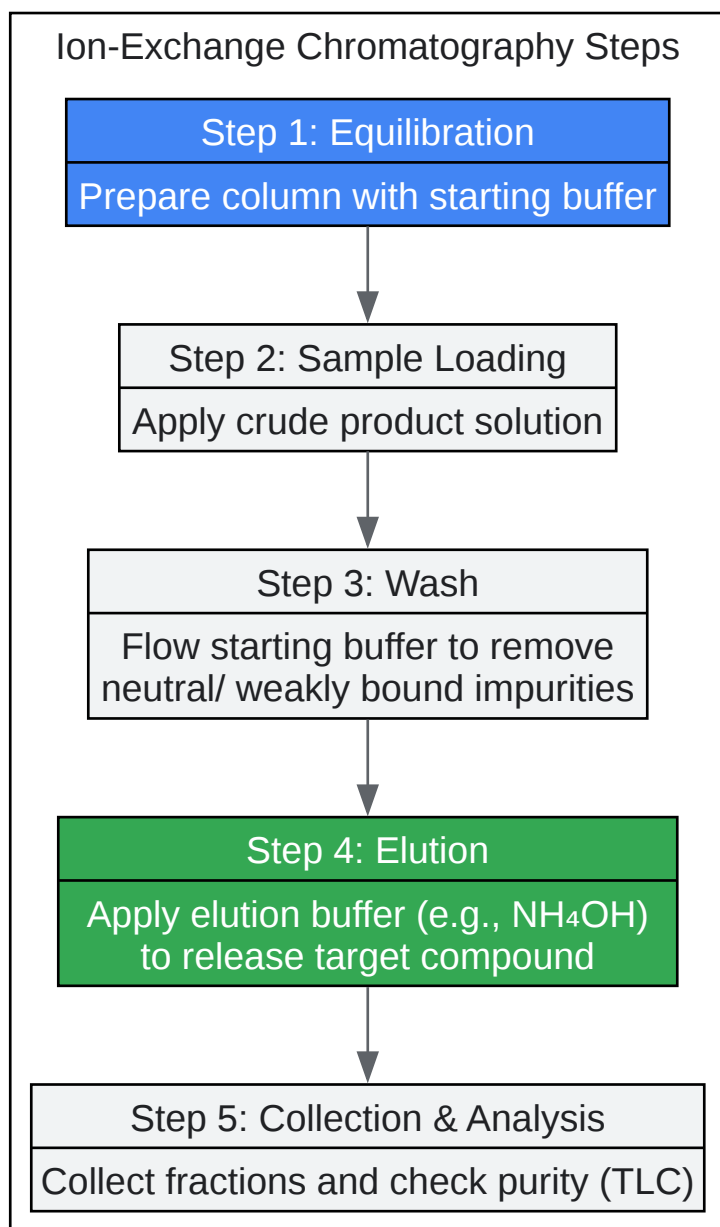 Ion-Exchange Chromatography Steps
Step 1: Equilibration
Prepare column with starting buffer
Step 2: Sample Loading
Apply crude product solution
Step 3: Wash
Flow starting buffer to remove
neutral/ weakly bound impurities
Step 4: Elution
Apply elution buffer (e.g., NH₄OH)
to release target compound
Step 5: Collection & Analysis
Collect fractions and check purity (TLC)